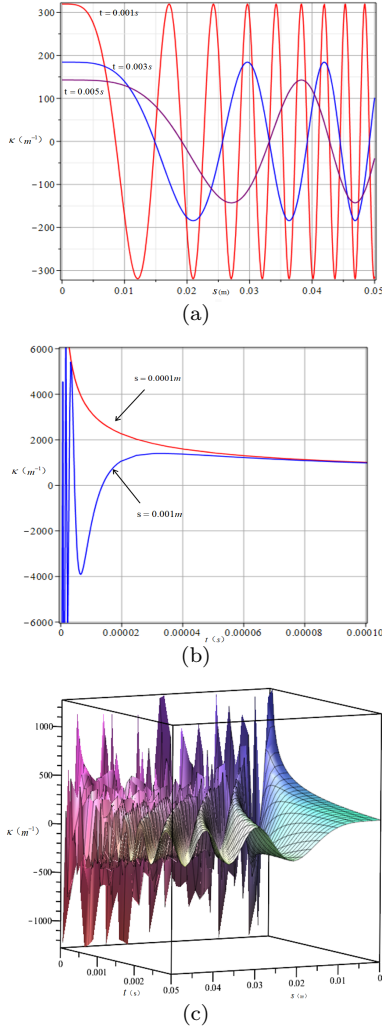 300
t = 0.001s
200
t = 0.003s
100
t = 0.005s
0
κ (m⁻¹)
−100
−200
−300
0 0.01 0.02 0.03 0.04 0.05
s(m)
(a)
6000
s = 0.0001m
4000
2000
κ (m⁻¹)
0
s = 0.001m
−2000
−4000
−6000
0 0.00002 0.00004 0.00006 0.00008 0.00010
t (s)
(b)
1000
500
κ (m⁻¹)
0
−500
−1000
0 0.001 0.002
t (s)
0.05 0.04 0.03 0.02 0.01 0
(c)